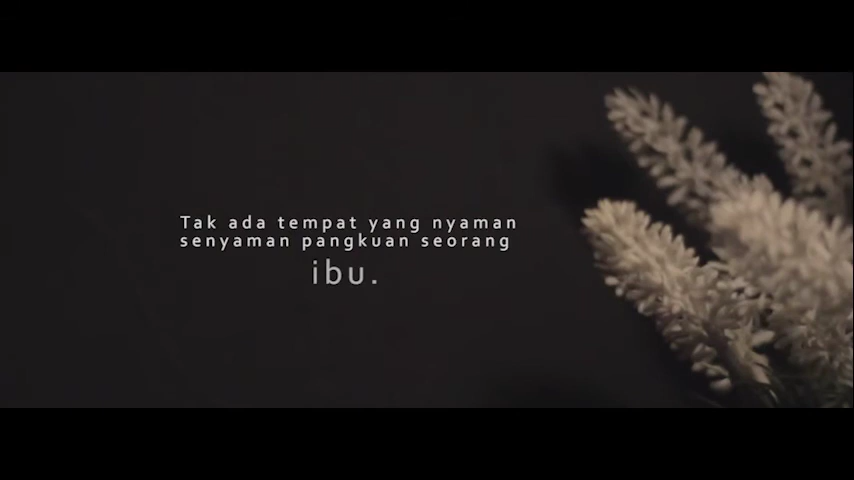 Tak ada tempat yang nyaman
senyaman pangkuan seorang
ibu.